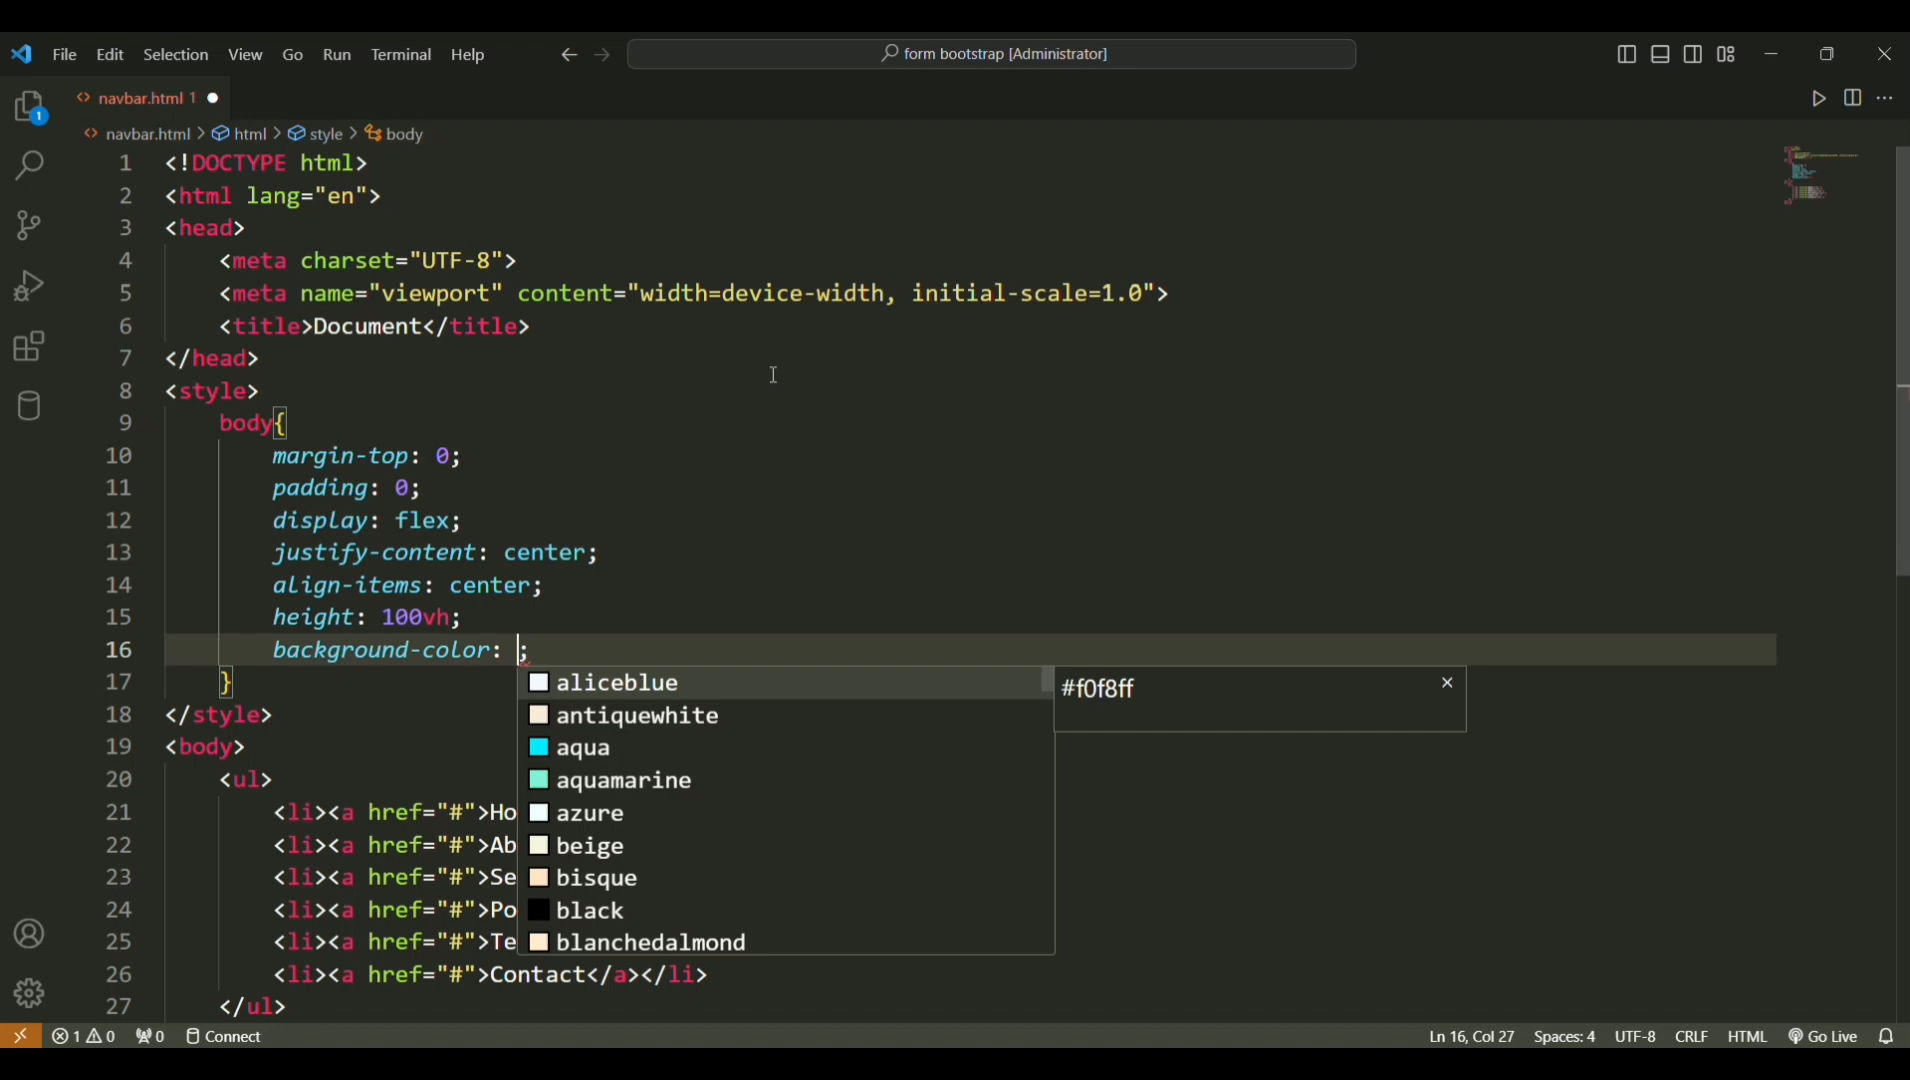 File Edit Selection View Go Run Terminal Help form bootstrap [Administrator]
navbar.html 1
navbar.html > html > style > body
1 <!DOCTYPE html>
2 <html lang="en">
3 <head>
4 <meta charset="UTF-8">
5 <meta name="viewport" content="width=device-width, initial-scale=1.0">
6 <title>Document</title>
7 </head>
8 <style>
9 body{
10 margin-top: 0;
11 padding: 0;
12 display: flex;
13 justify-content: center;
14 align-items: center;
15 height: 100vh;
16 background-color: ;
17 }
aliceblue #f0f8ff
18 </style>
antiquewhite
19 <body>
aqua
20 <ul>
aquamarine
21 <li><a href="#">Ho
azure
22 <li><a href="#">Ab
beige
23 <li><a href="#">Se
bisque
24 <li><a href="#">Po
black
25 <li><a href="#">Te
blanchedalmond
26 <li><a href="#">Contact</a></li>
27 </ul>
1 0 0 Connect Ln 16, Col 27 Spaces: 4 UTF-8 CRLF HTML Go Live